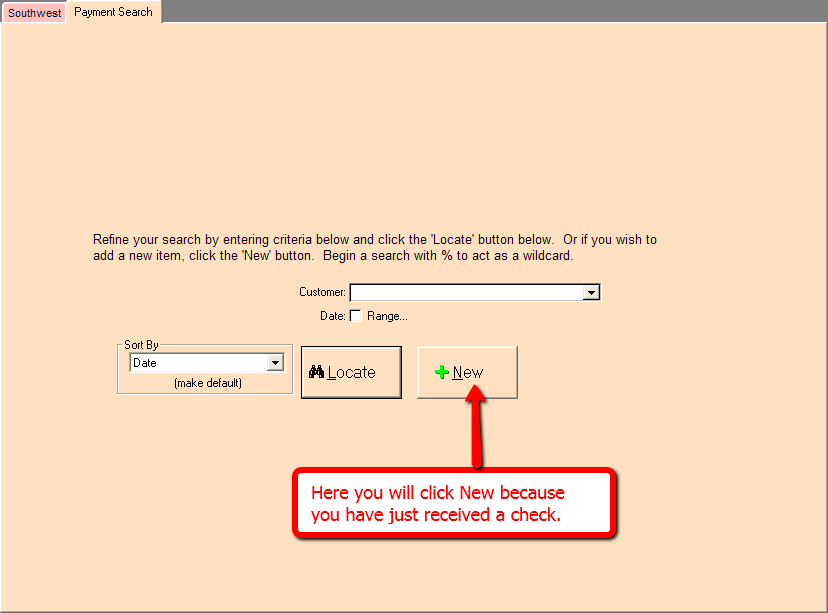 Southwest Payment Search
Refine your search by entering criteria below and click the 'Locate' button below. Or if you wish to
add a new item, click the 'New' button. Begin a search with % to act as a wildcard.
Customer:
Date: Range...
Sort By
Date
(make default)
Locate
New
Here you will click New because
you have just received a check.